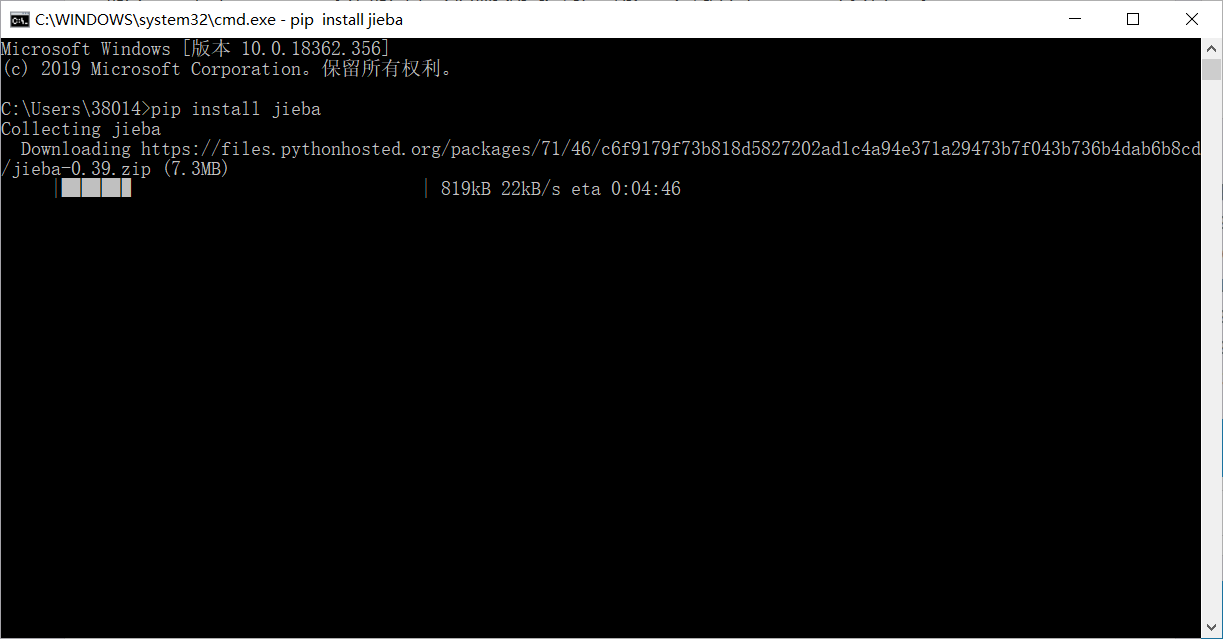 C:\WINDOWS\system32\cmd.exe - pip  install jieba
Microsoft Windows [版本 10.0.18362.356]
(c) 2019 Microsoft Corporation。保留所有权利。
C:\Users\38014>pip install jieba
Collecting jieba
  Downloading https://files.pythonhosted.org/packages/71/46/c6f9179f73b818d5827202ad1c4a94e371a29473b7f043b736b4dab6b8cd
/jieba-0.39.zip (7.3MB)
819kB 22kB/s eta 0:04:46